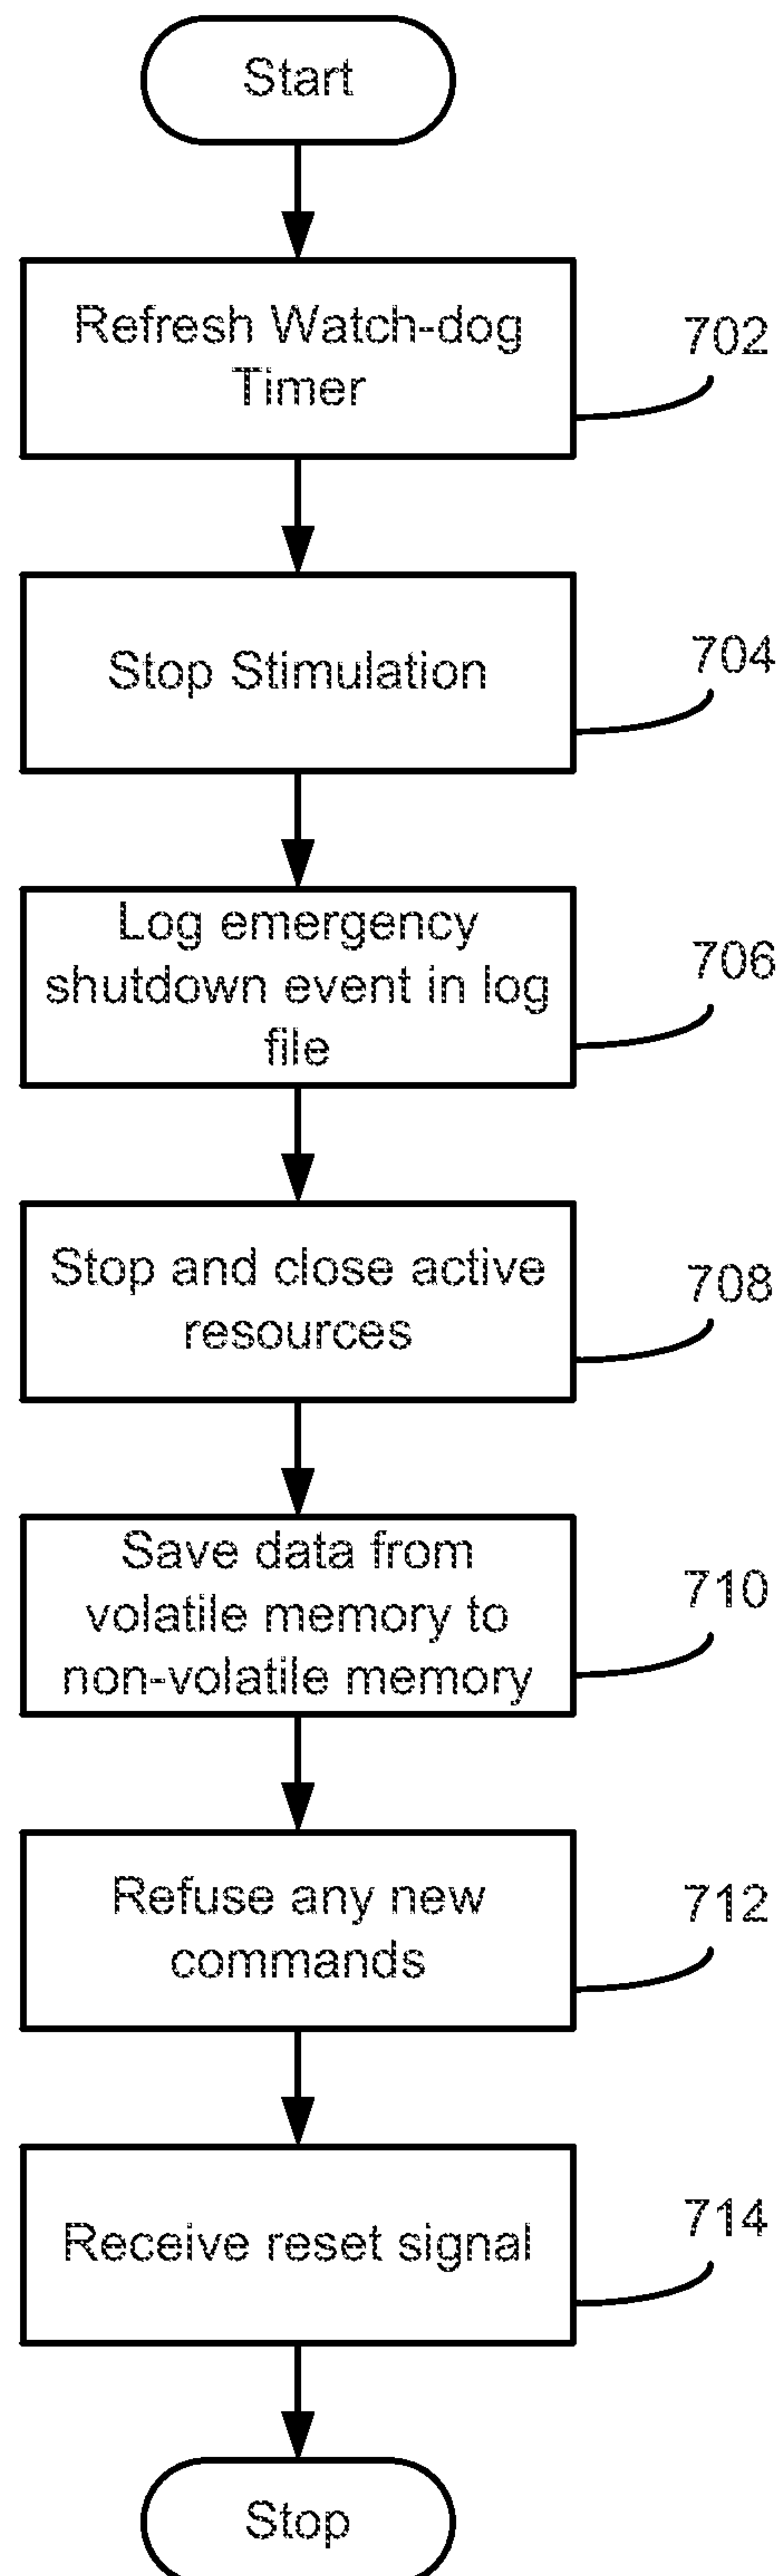 Start
Refresh Watch-dog
Timer
702
Stop Stimulation
704
Log emergency
shutdown event in log
file
706
Stop and close active
resources
708
Save data from
volatile memory to
non-volatile memory
710
Refuse any new
commands
712
Receive reset signal
714
Stop